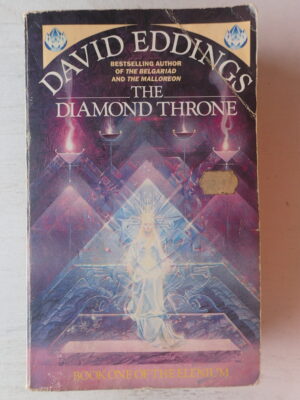 DAVID EDDINGS
BESTSELLING AUTHOR
OF THE BELGARIAD
AND THE MALLOREON
THE
DIAMOND THRONE
BOOK ONE OF THE ELENIUM